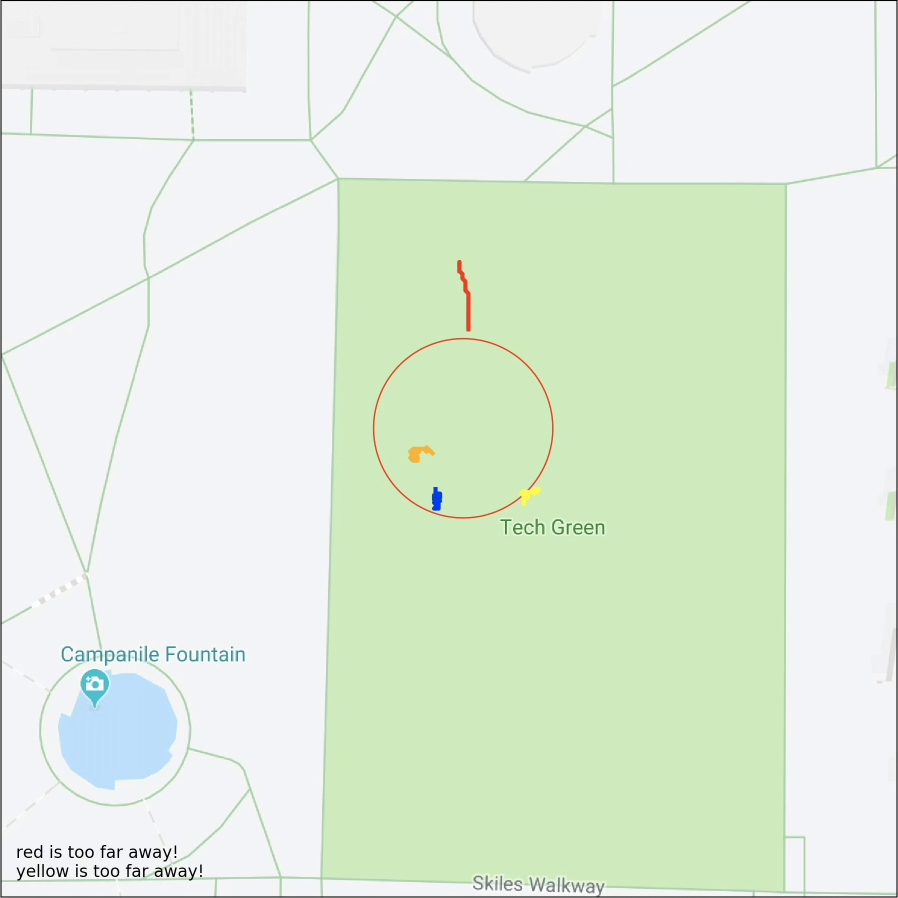 Tech Green
Campanile Fountain
red is too far away!
yellow is too far away!
Skiles Walkway